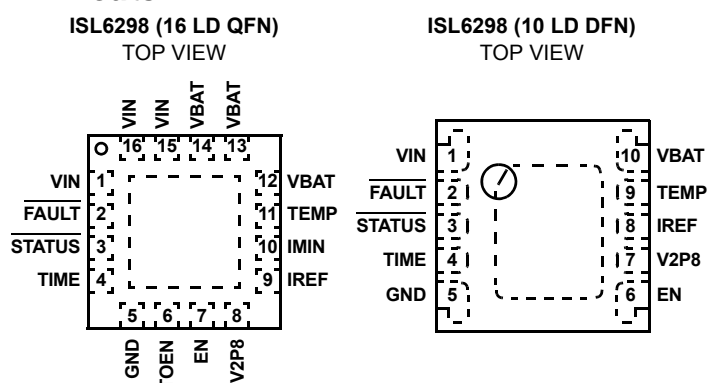 ISL6298 (16 LD QFN)
TOP VIEW
VIN
VIN
VBAT
VBAT
16
15
14
13
VIN 1
FAULT 2
STATUS 3
TIME 4
12 VBAT
11 TEMP
10 IMIN
9 IREF
5
6
7
8
GND
TOEN
EN
V2P8
ISL6298 (10 LD DFN)
TOP VIEW
VIN 1
FAULT 2
STATUS 3
TIME 4
GND 5
10 VBAT
9 TEMP
8 IREF
7 V2P8
6 EN